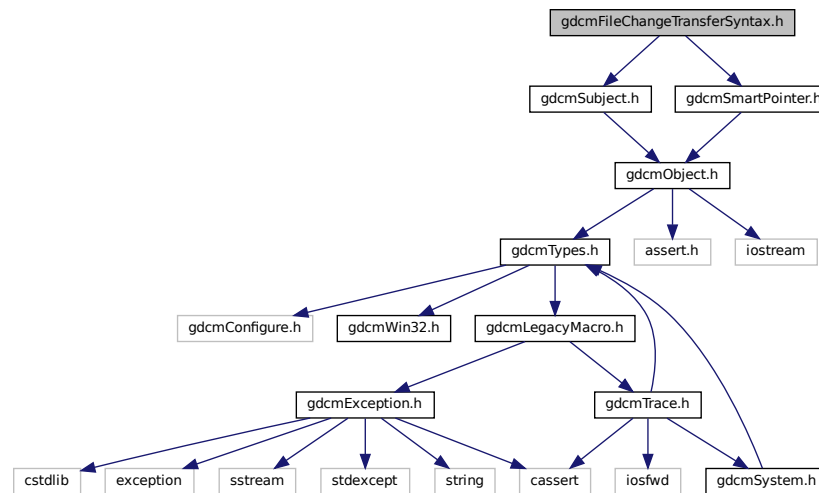 gdcmFileChangeTransferSyntax.h
gdcmSubject.h
gdcmSmartPointer.h
gdcmObject.h
gdcmTypes.h
assert.h
iostream
gdcmConfigure.h
gdcmWin32.h
gdcmLegacyMacro.h
gdcmException.h
gdcmTrace.h
cstdlib
exception
sstream
stdexcept
string
cassert
iosfwd
gdcmSystem.h